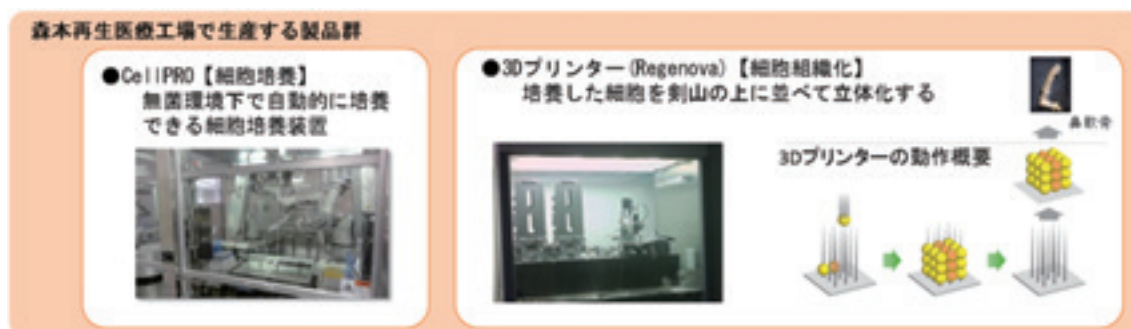 森本再生医療工場で生産する製品群
●CellPRO【細胞培養】
無菌環境下で自動的に培養
できる細胞培養装置
●3Dプリンター(Regenova)【細胞組織化】
培養した細胞を剣山の上に並べて立体化する
鼻軟骨
3Dプリンターの動作概要